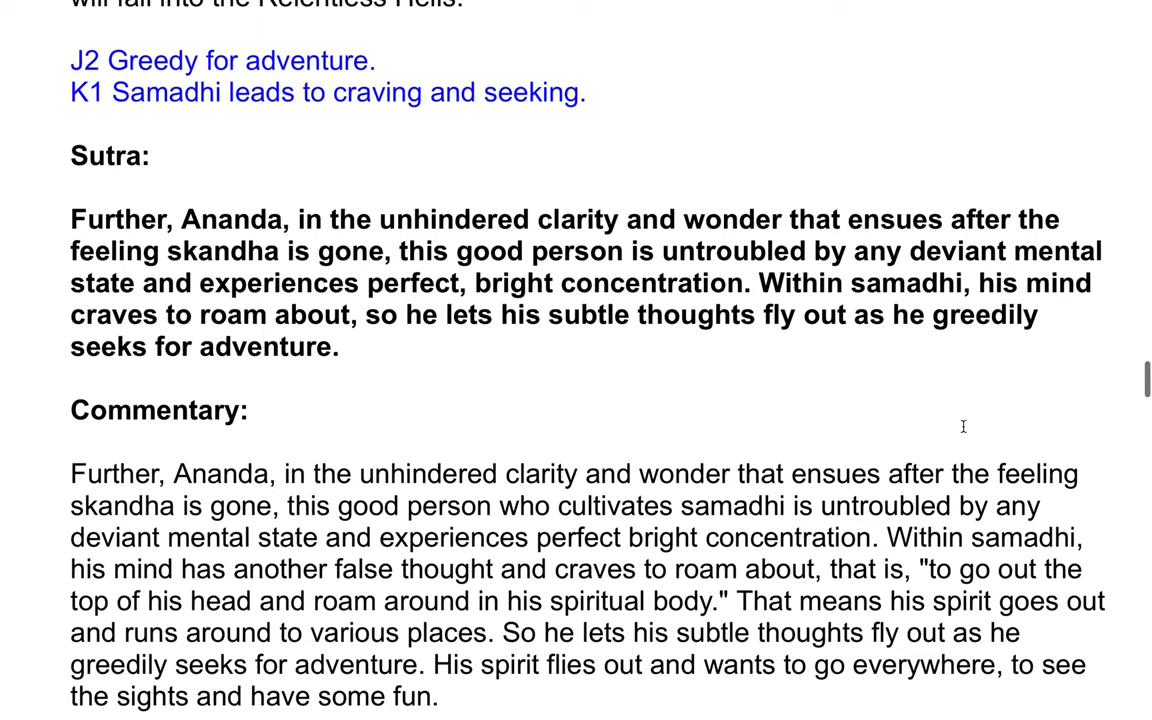 will fall into the Relentless Hells.
J2 Greedy for adventure.
K1 Samadhi leads to craving and seeking.
Sutra:
Further, Ananda, in the unhindered clarity and wonder that ensues after the
feeling skandha is gone, this good person is untroubled by any deviant mental
state and experiences perfect, bright concentration. Within samadhi, his mind
craves to roam about, so he lets his subtle thoughts fly out as he greedily
seeks for adventure.
Commentary:
Further, Ananda, in the unhindered clarity and wonder that ensues after the feeling
skandha is gone, this good person who cultivates samadhi is untroubled by any
deviant mental state and experiences perfect bright concentration. Within samadhi,
his mind has another false thought and craves to roam about, that is, "to go out the
top of his head and roam around in his spiritual body." That means his spirit goes out
and runs around to various places. So he lets his subtle thoughts fly out as he
greedily seeks for adventure. His spirit flies out and wants to go everywhere, to see
the sights and have some fun.